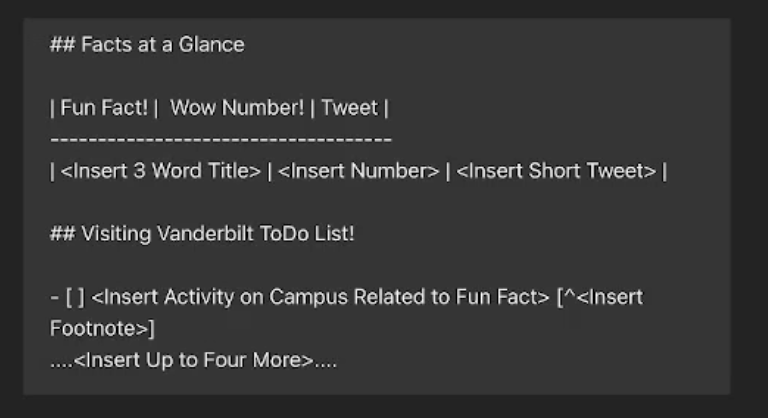 ## Facts at a Glance
| Fun Fact! |  Wow Number! | Tweet |
------------------------------------
| <Insert 3 Word Title> | <Insert Number> | <Insert Short Tweet> |
## Visiting Vanderbilt ToDo List!
- [ ] <Insert Activity on Campus Related to Fun Fact> [^<Insert
Footnote>]
....<Insert Up to Four More>....